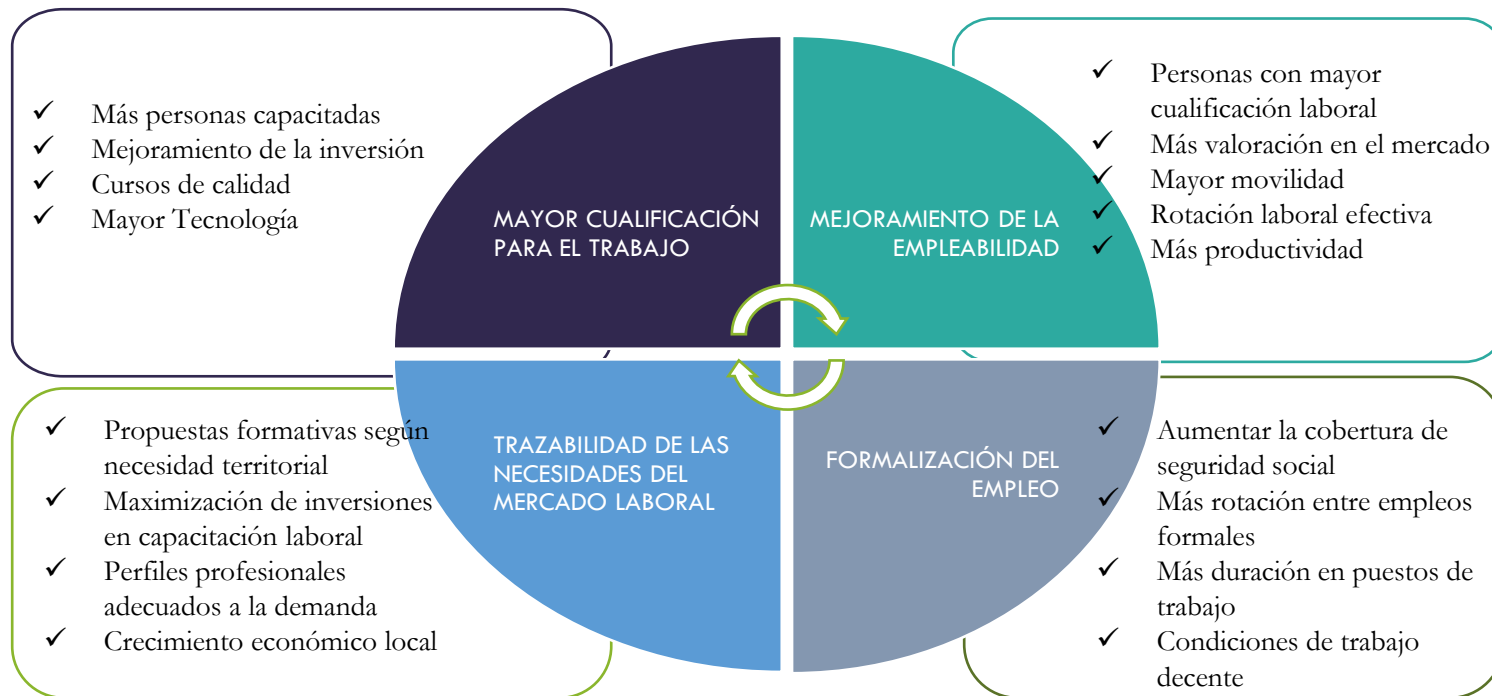 Más personas capacitadas
Mejoramiento de la inversión
Cursos de calidad
Mayor Tecnología
MAYOR CUALIFICACIÓN
PARA EL TRABAJO
MEJORAMIENTO DE LA
EMPLEABILIDAD
Personas con mayor
cualificación laboral
Más valoración en el mercado
Mayor movilidad
Rotación laboral efectiva
Más productividad
Propuestas formativas según
necesidad territorial
Maximización de inversiones
en capacitación laboral
Perfiles profesionales
adecuados a la demanda
Crecimiento económico local
TRAZABILIDAD DE LAS
NECESIDADES DEL
MERCADO LABORAL
FORMALIZACIÓN DEL
EMPLEO
Aumentar la cobertura de
seguridad social
Más rotación entre empleos
formales
Más duración en puestos de
trabajo
Condiciones de trabajo
decente